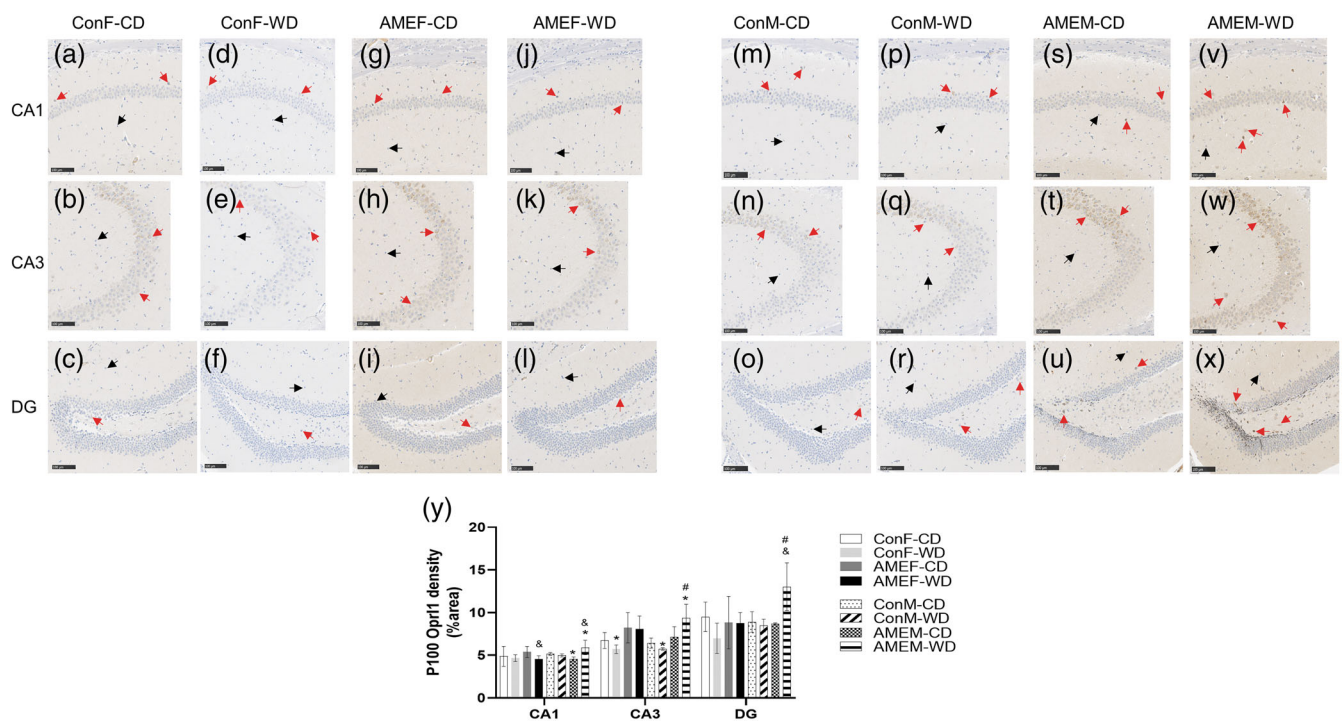 ConF-CD ConF-WD AMEF-CD AMEF-WD ConM-CD ConM-WD AMEM-CD AMEM-WD
CA1 (a) (d) (g) (j) (m) (p) (s) (v)
CA3 (b) (e) (h) (k) (n) (q) (t) (w)
DG (c) (f) (i) (l) (o) (r) (u) (x)
(y)
P100 Oprl1 density
(%area)
20
15
10
5
0
& * & * * * # * # &
CA1 CA3 DG
ConF-CD
ConF-WD
AMEF-CD
AMEF-WD
ConM-CD
ConM-WD
AMEM-CD
AMEM-WD